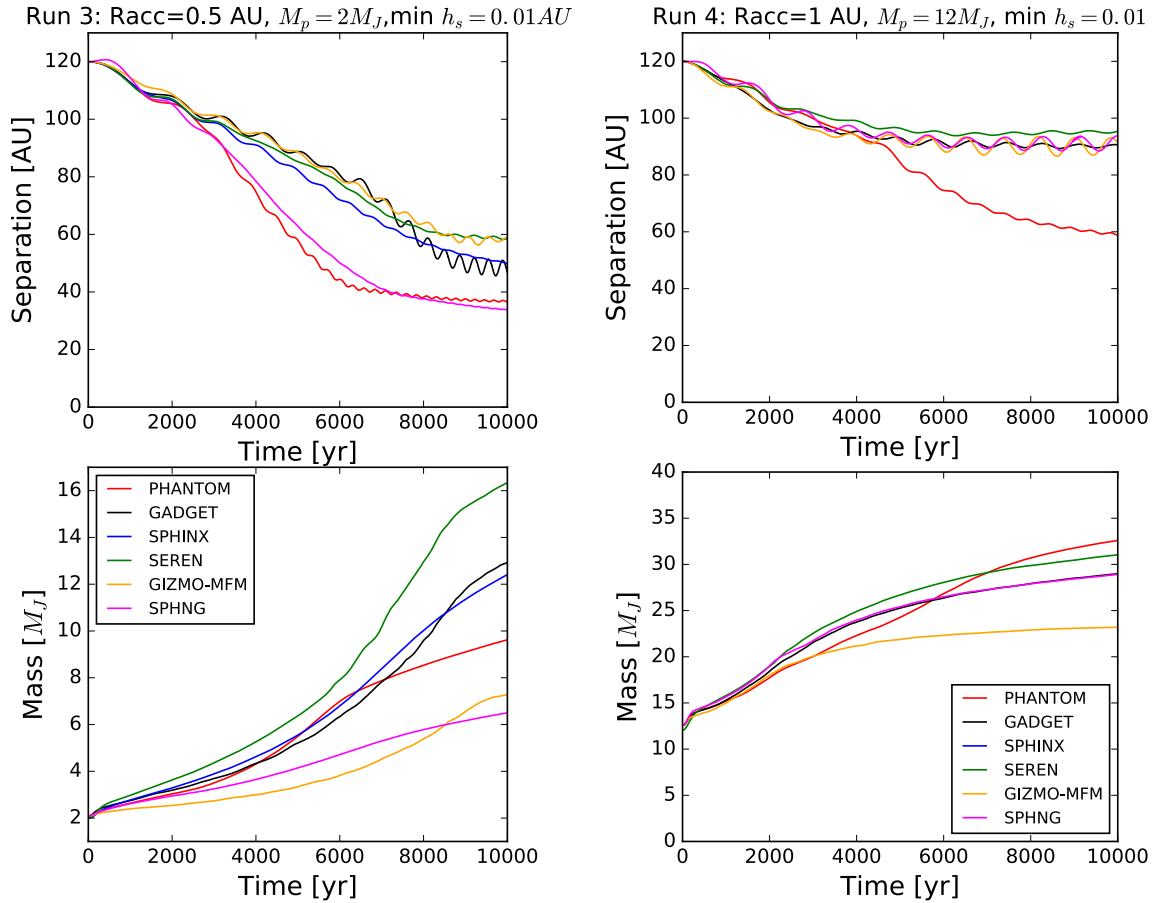 Run 3: Racc=0.5 AU, $M_p = 2M_J$,min $h_s = 0.01AU$
Run 4: Racc=1 AU, $M_p = 12M_J$, min $h_s = 0.01$
120
100
80
60
40
20
0
Separation [AU]
0 2000 4000 6000 8000 10000
Time [yr]
120
100
80
60
40
20
0
Separation [AU]
0 2000 4000 6000 8000 10000
Time [yr]
16
14
12
10
8
6
4
2
Mass [$M_J$]
PHANTOM
GADGET
SPHINX
SEREN
GIZMO-MFM
SPHNG
0 2000 4000 6000 8000 10000
Time [yr]
40
35
30
25
20
15
10
5
0
Mass [$M_J$]
PHANTOM
GADGET
SPHINX
SEREN
GIZMO-MFM
SPHNG
0 2000 4000 6000 8000 10000
Time [yr]